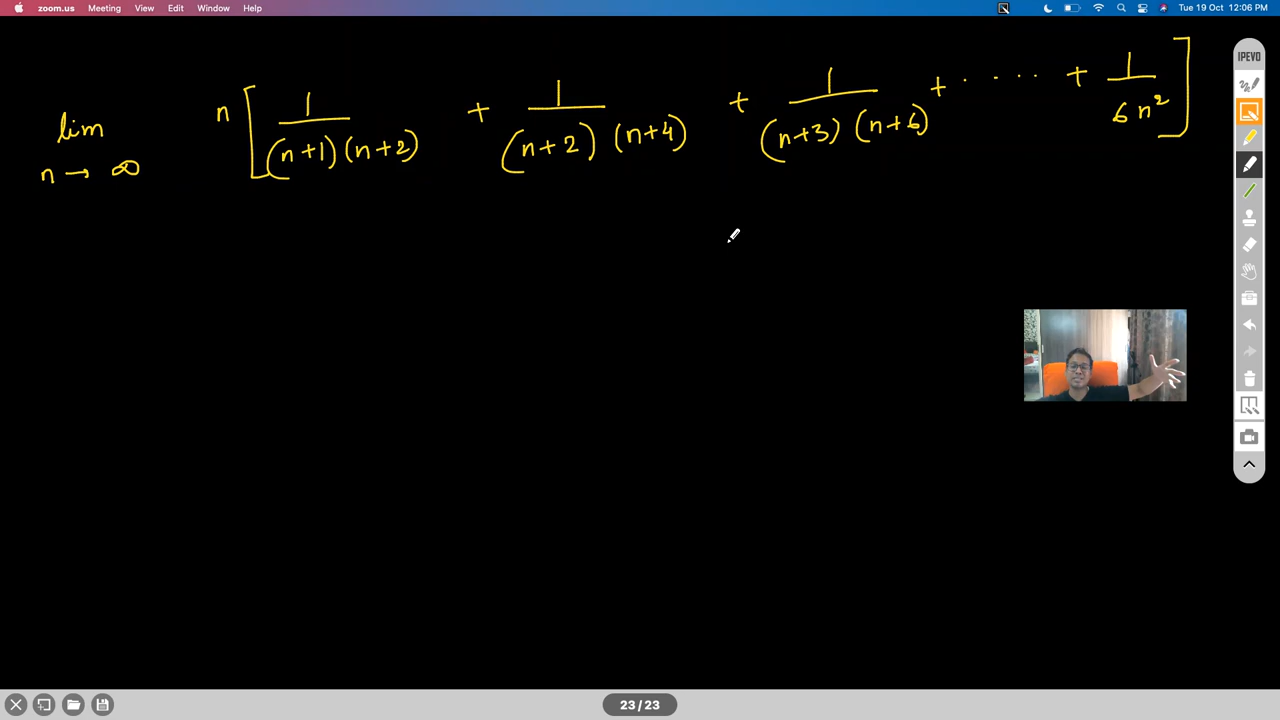 zoom.us Meeting View Edit Window Help Tue 19 Oct 12:06 PM
IPEVO
lim n→∞ n[1/((n+1)(n+2)) + 1/((n+2)(n+4)) + 1/((n+3)(n+6)) + ····· + 1/(6n²)]
23/23